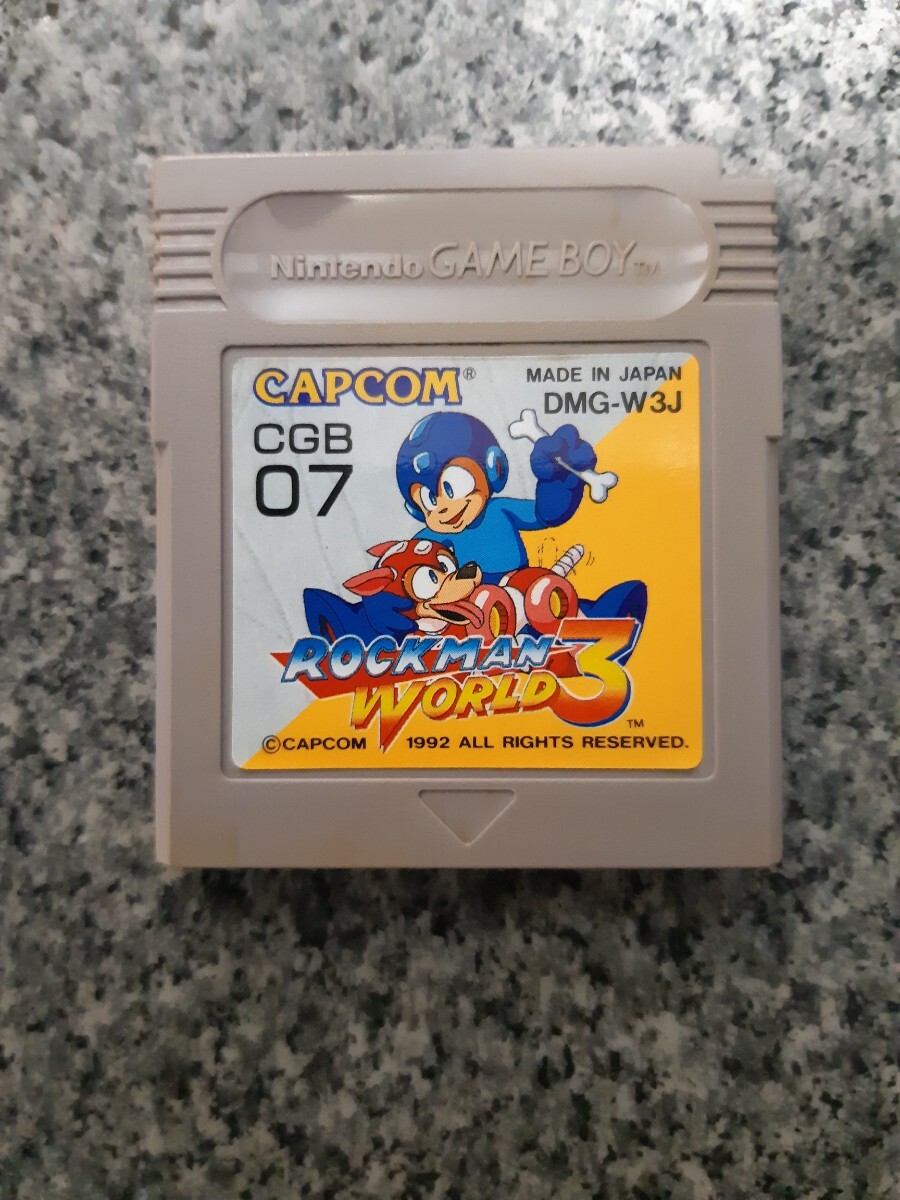 Nintendo GAME BOY TM
CAPCOM®
MADE IN JAPAN
DMG-W3J
CGB
07
ROCKMAN
WORLD 3 TM
©CAPCOM 1992 ALL RIGHTS RESERVED.